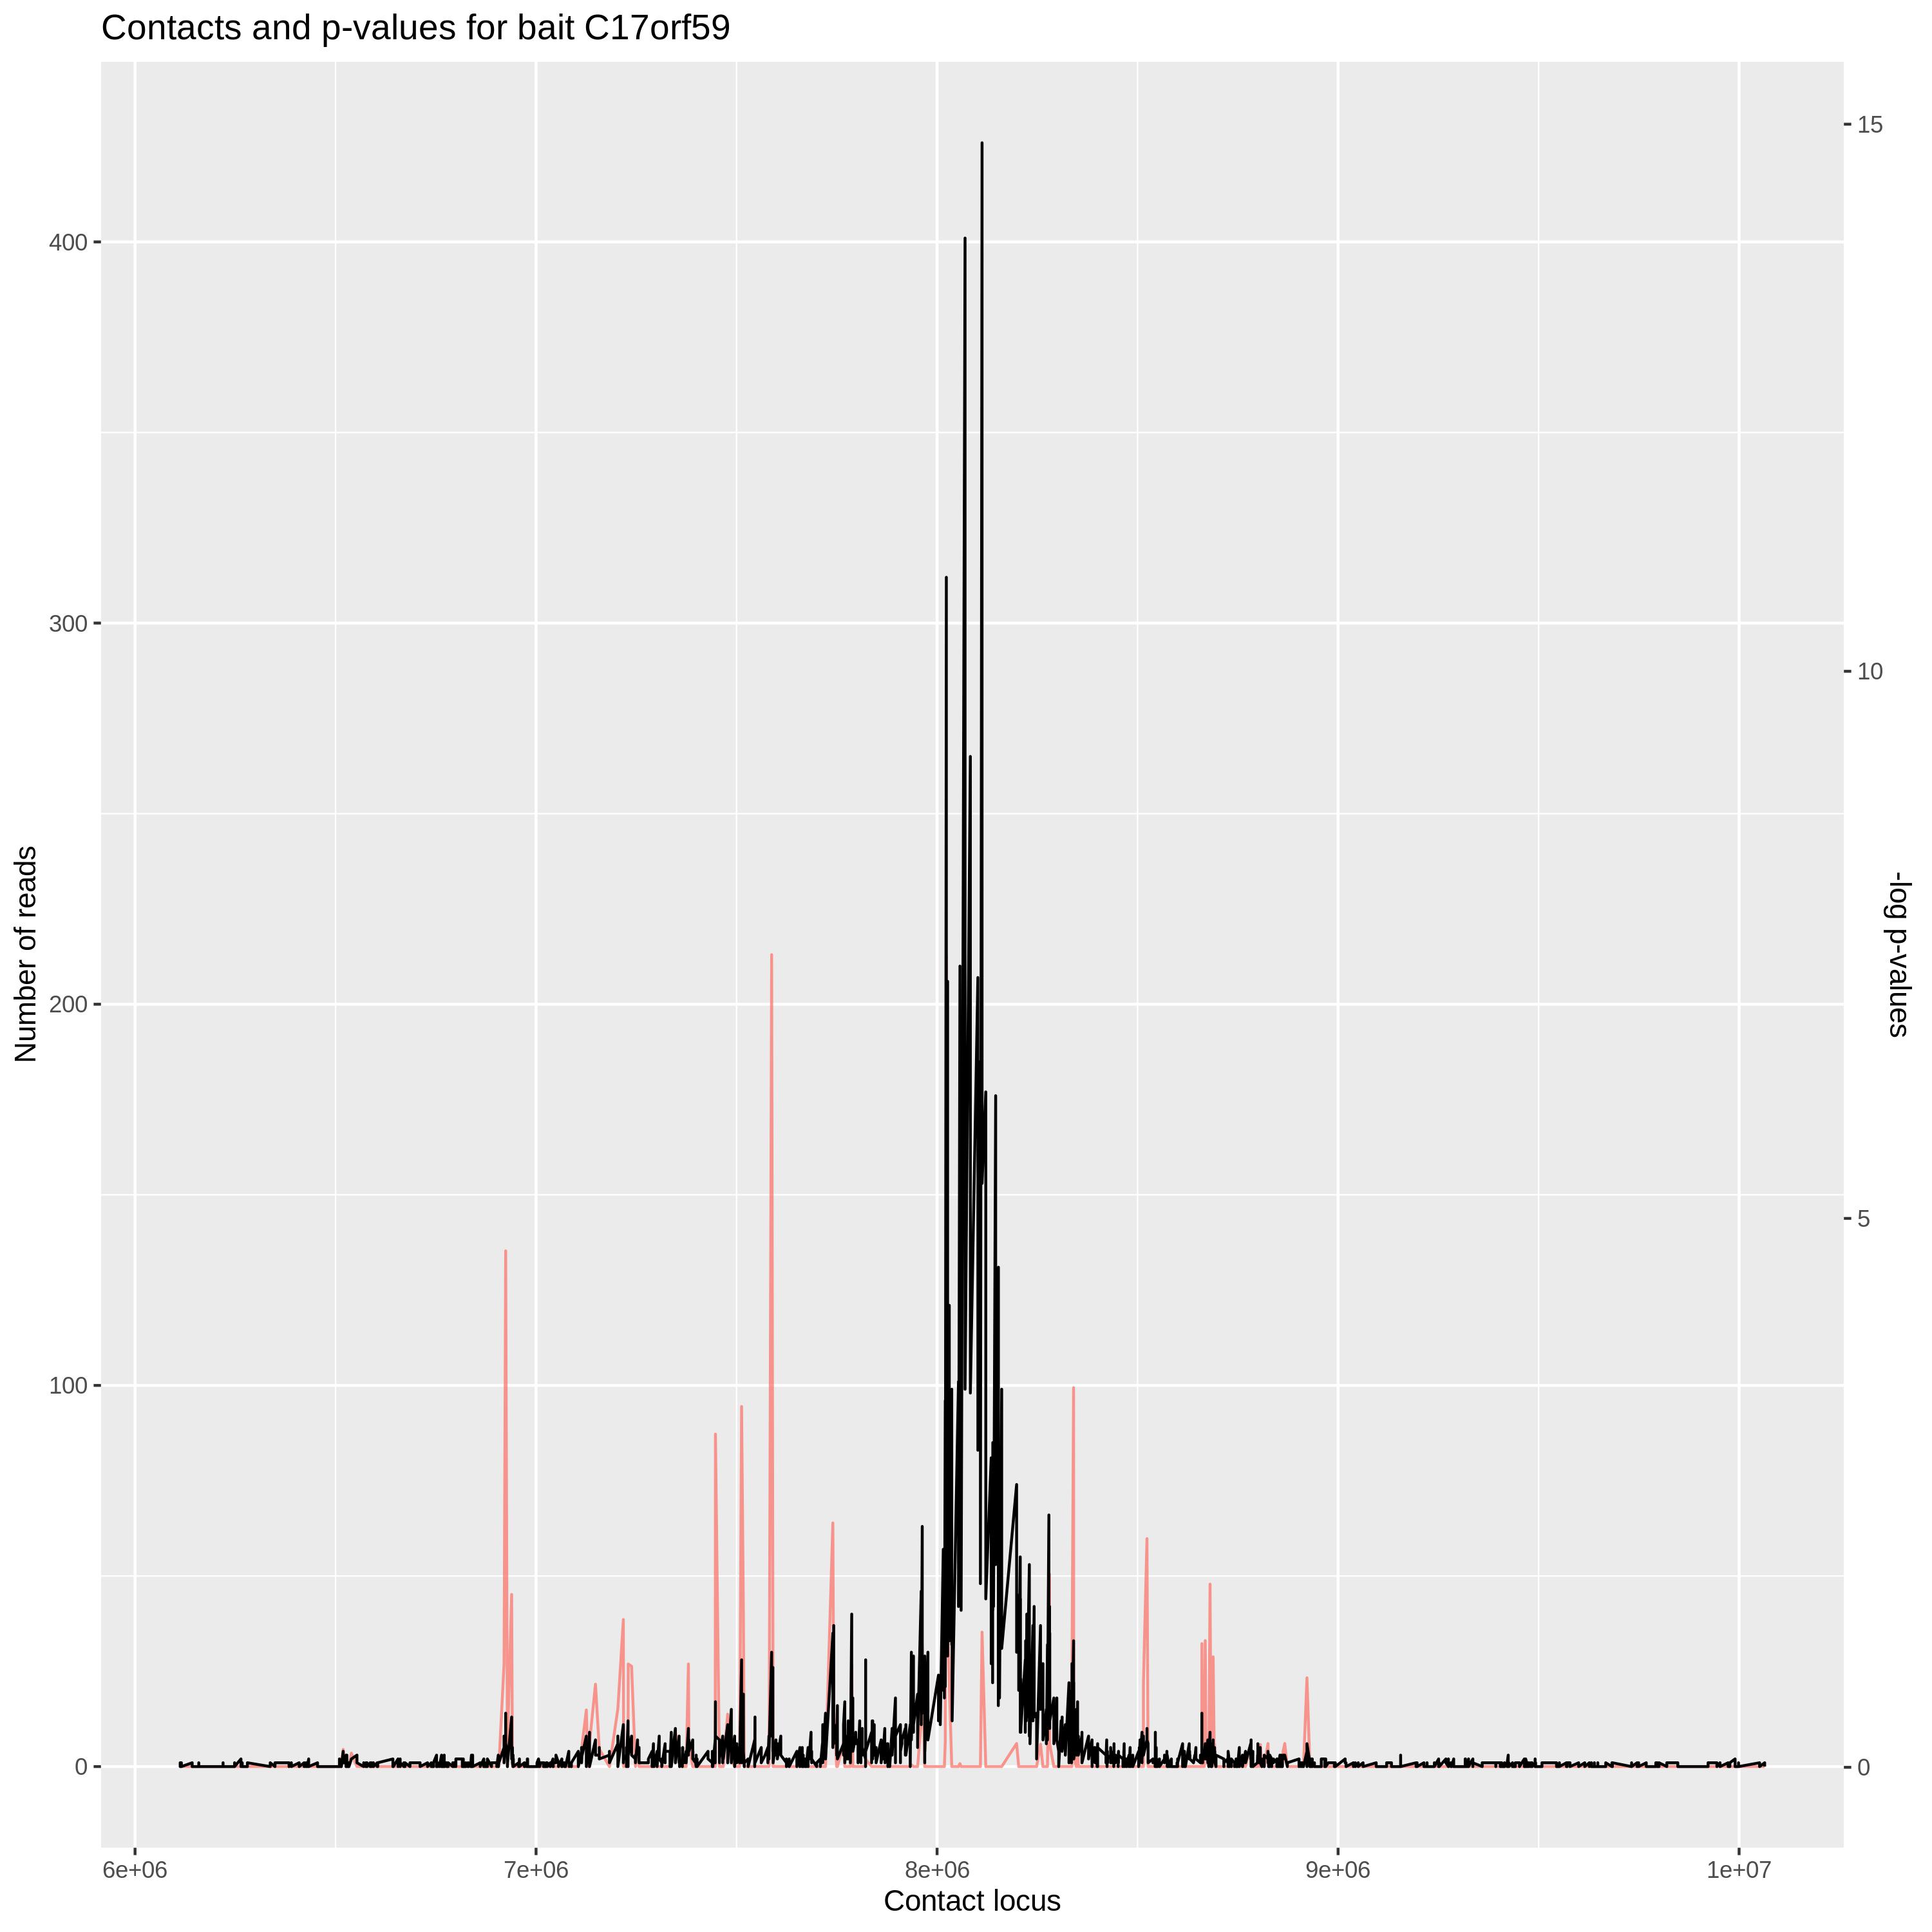 Contacts and p-values for bait C17orf59
Number of reads
400
300
200
100
0
15
10
5
0
-log p-values
6e+06 7e+06 8e+06 9e+06 1e+07
Contact locus